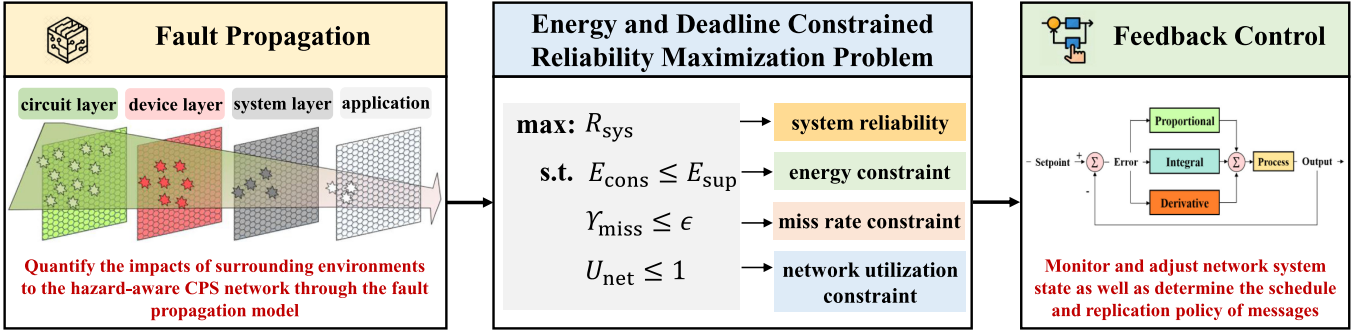 Fault Propagation
circuit layer
device layer
system layer
application
Quantify the impacts of surrounding environments
to the hazard-aware CPS network through the fault
propagation model
Energy and Deadline Constrained
Reliability Maximization Problem
max: R_sys
system reliability
s.t. E_cons ≤ E_sup
energy constraint
ϒ_miss ≤ ϵ
miss rate constraint
U_net ≤ 1
network utilization
constraint
Feedback Control
Proportional
Setpoint
+
Σ
-
Error
Integral
Σ
Process
Output
Derivative
Monitor and adjust network system
state as well as determine the schedule
and replication policy of messages